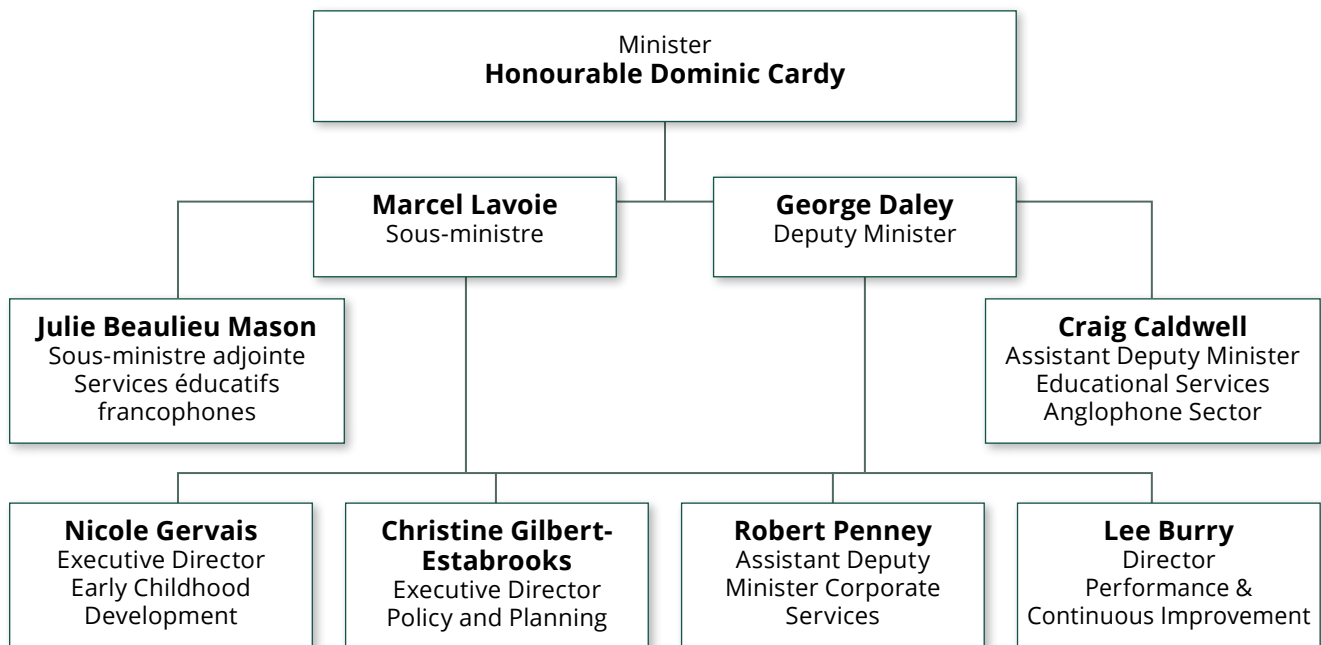 Minister
Honourable Dominic Cardy
Marcel Lavoie
Sous-ministre
George Daley
Deputy Minister
Julie Beaulieu Mason
Sous-ministre adjointe
Services éducatifs
francophones
Craig Caldwell
Assistant Deputy Minister
Educational Services
Anglophone Sector
Nicole Gervais
Executive Director
Early Childhood
Development
Christine Gilbert-
Estabrooks
Executive Director
Policy and Planning
Robert Penney
Assistant Deputy
Minister Corporate
Services
Lee Burry
Director
Performance &
Continuous Improvement